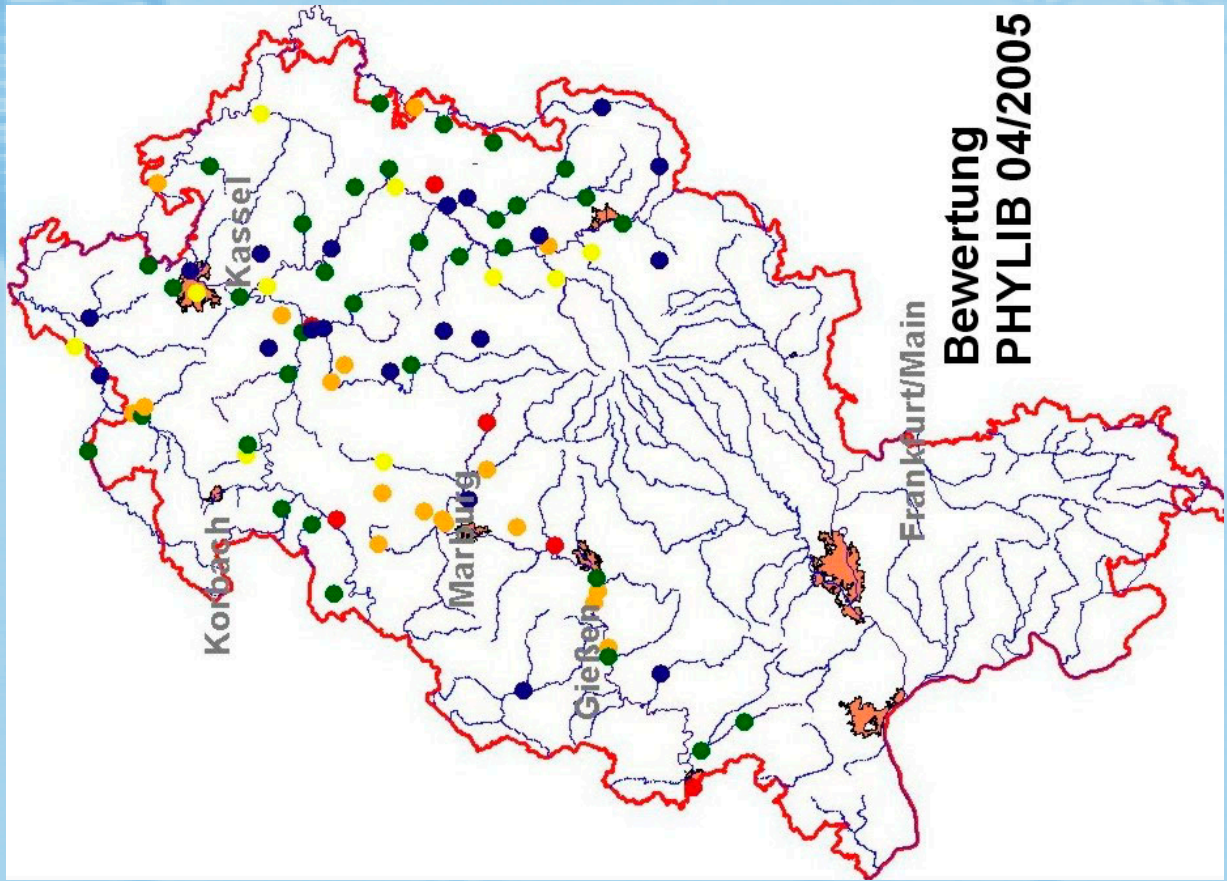 Bewertung
PHYLIB 04/2005
Kassel
Korbach
Marburg
Gießen
Frankfurt/Main